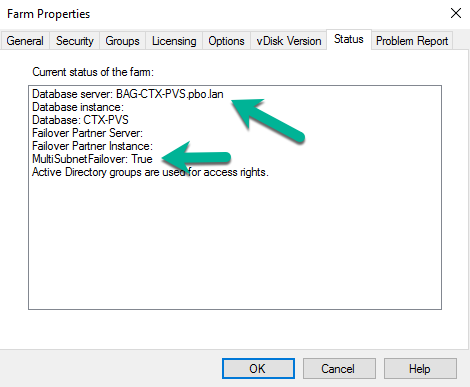 Farm Properties
General Security Groups Licensing Options vDisk Version Status Problem Report
Current status of the farm:
Database server: BAG-CTX-PVS.pbo.lan
Database instance:
Database: CTX-PVS
Failover Partner Server:
Failover Partner Instance:
MultiSubnetFailover: True
Active Directory groups are used for access rights.
OK Cancel Help